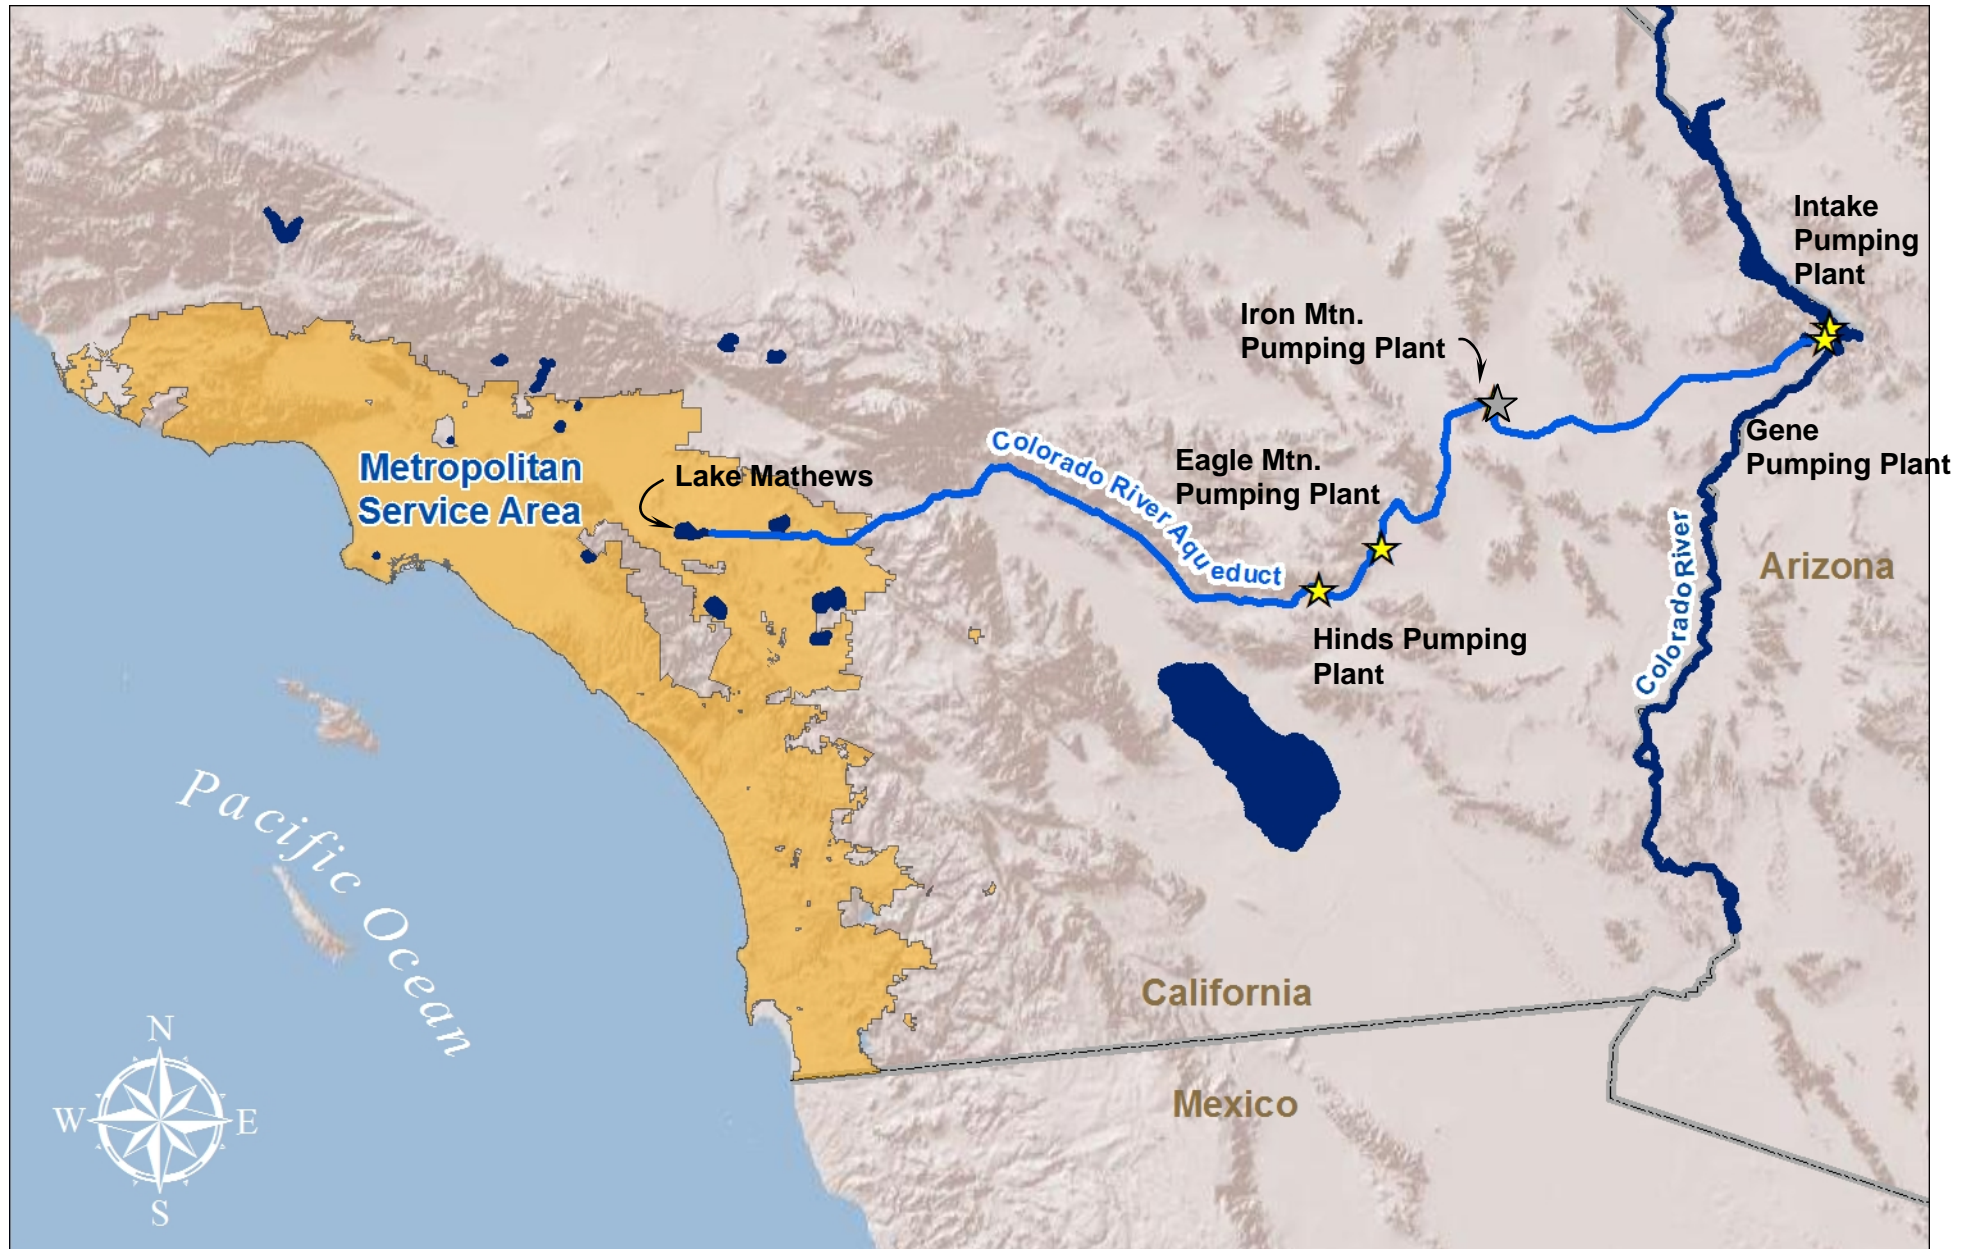 Intake
Pumping
Plant
Iron Mtn.
Pumping Plant
Gene
Pumping Plant
Colorado River Aqueduct
Eagle Mtn.
Pumping Plant
Metropolitan
Service Area
Lake Mathews
Colorado River
Arizona
Hinds Pumping
Plant
Pacific Ocean
California
Mexico
N
W
E
S